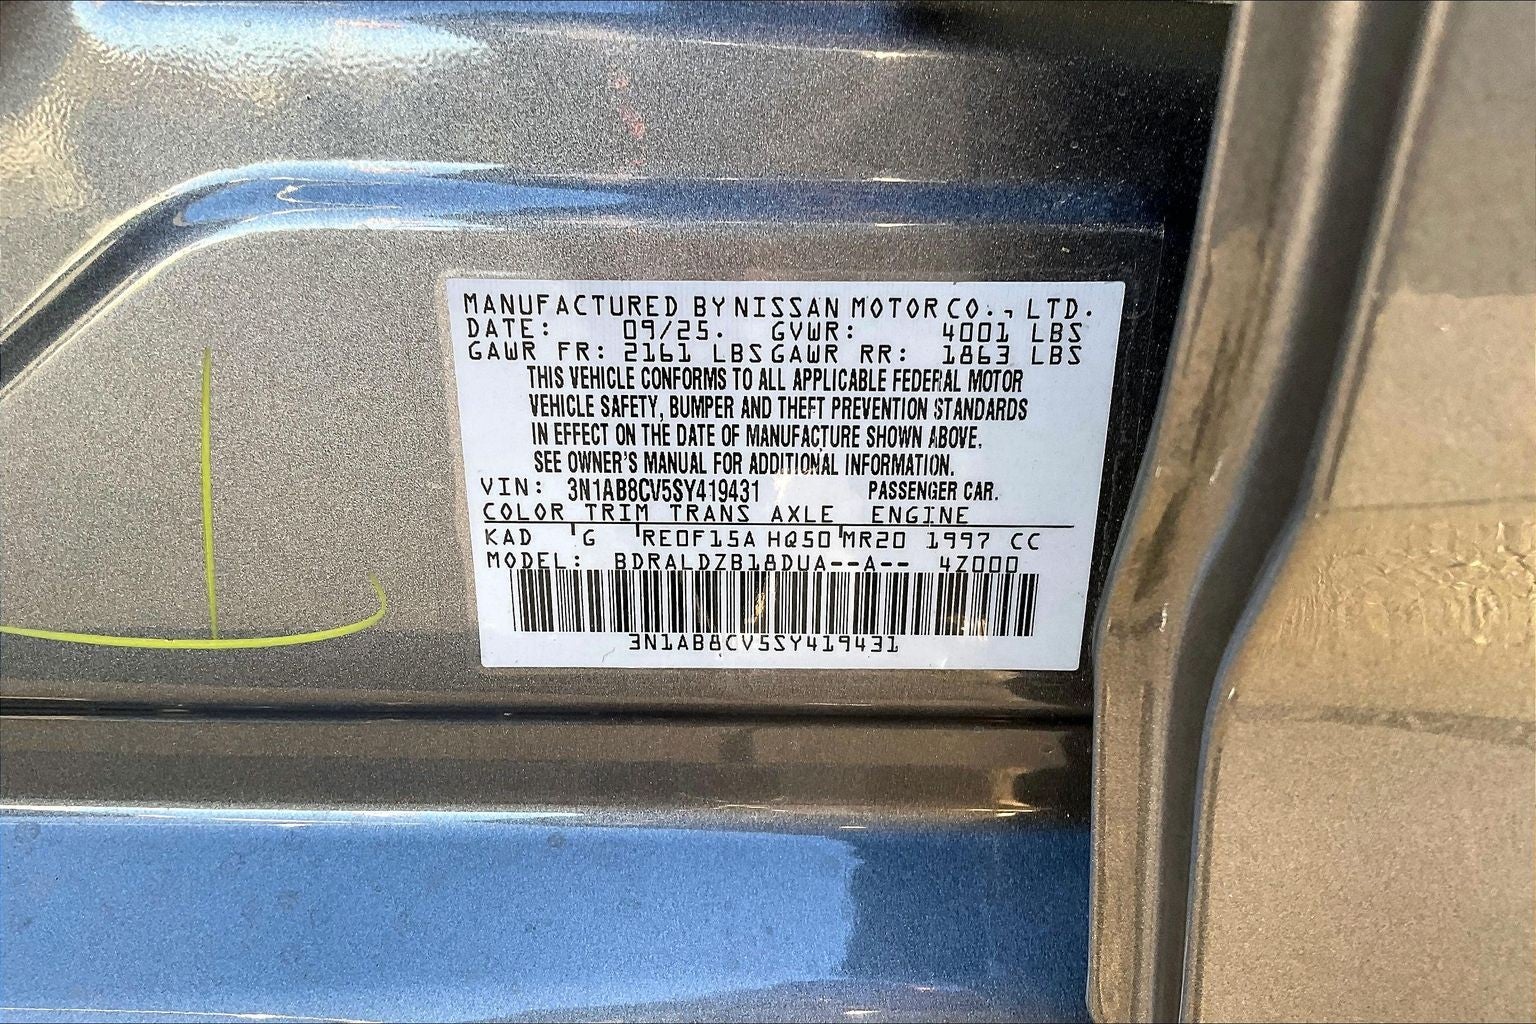 MANUFACTURED BY NISSAN MOTOR CO., LTD.
DATE: 09/25. GVWR: 4001 LBS
GAWR FR: 2161 LBS GAWR RR: 1863 LBS
THIS VEHICLE CONFORMS TO ALL APPLICABLE FEDERAL MOTOR
VEHICLE SAFETY, BUMPER AND THEFT PREVENTION STANDARDS
IN EFFECT ON THE DATE OF MANUFACTURE SHOWN ABOVE.
SEE OWNER'S MANUAL FOR ADDITIONAL INFORMATION.
VIN: 3N1AB8CV5SY419431 PASSENGER CAR.
COLOR TRIM TRANS AXLE ENGINE
KAD G RE0F15A HQ50 MR20 1997 CC
MODEL: BDRALDZB18DUA--A-- 4Z000
3N1AB8CV5SY419431